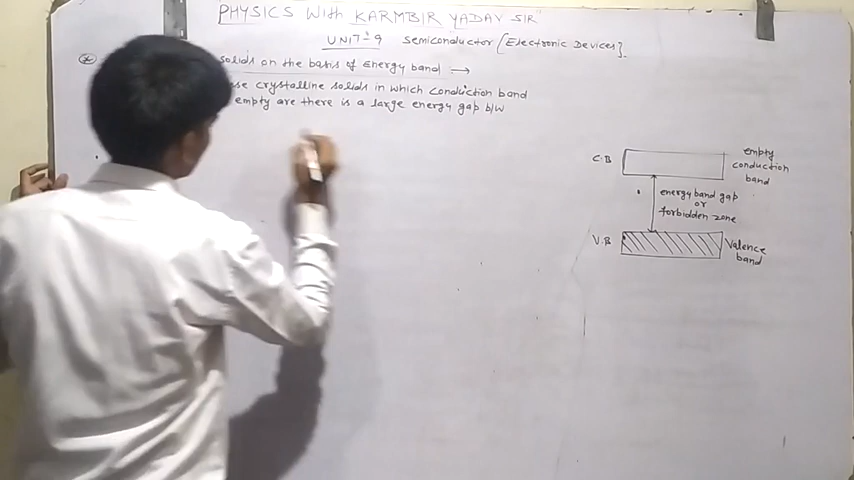 PHYSICS With KARMBIR YADAV SIR"
UNIT-9 Semiconductor [Electronic Devices]
solids on the basis of Energy band →
crystalline solids in which conduction band
empty are there is a large energy gap b/w
C.B
empty
conduction
band
energy band gap
or
forbidden zone
V.B
Valence
band